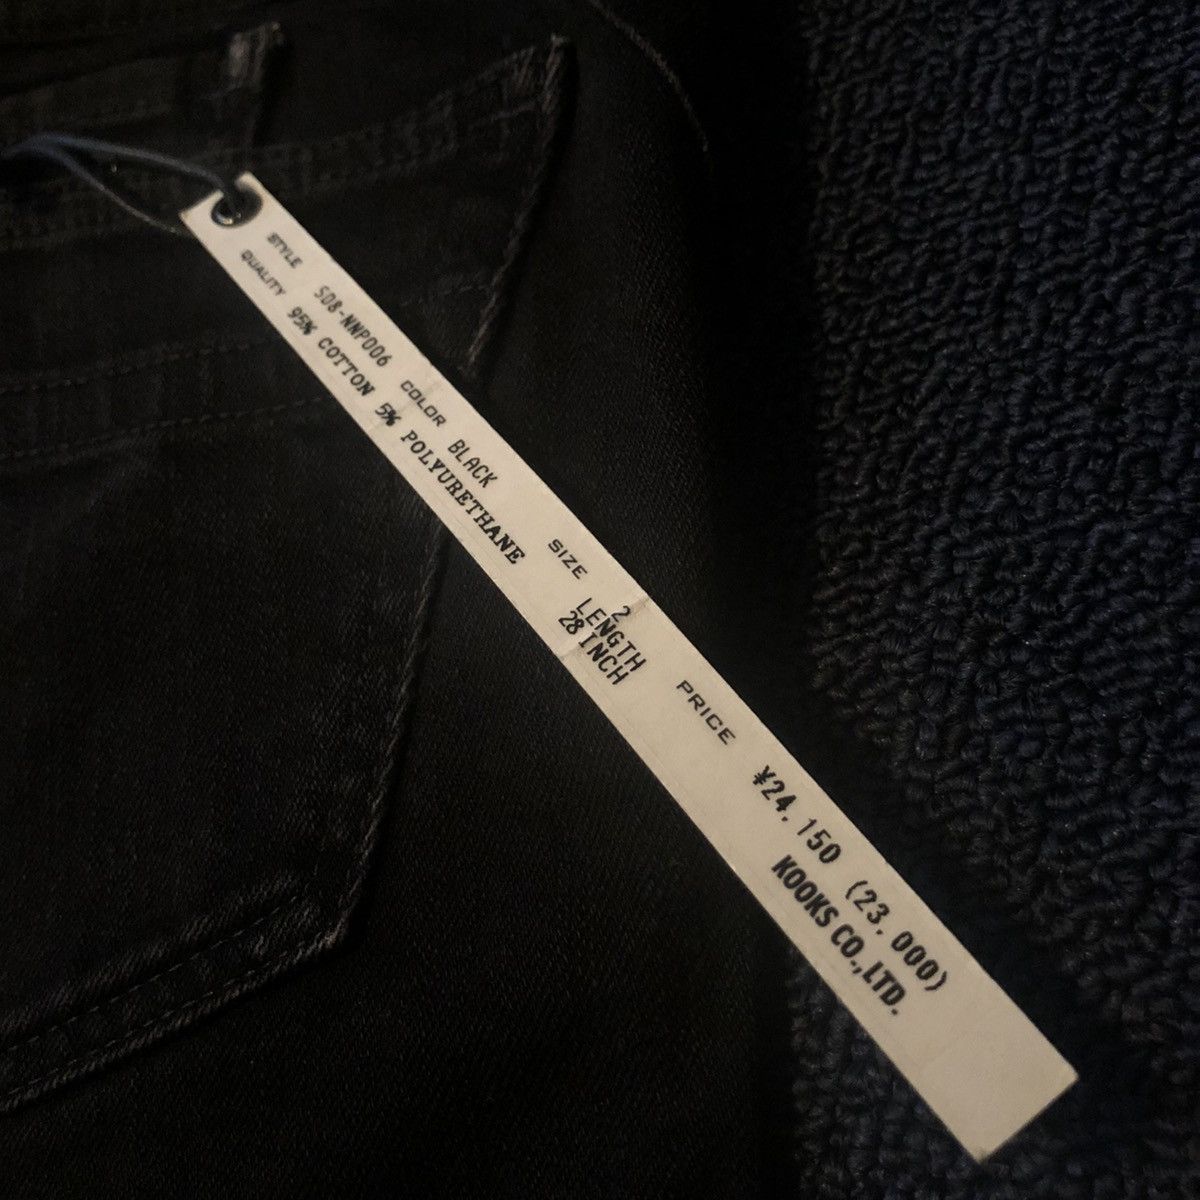 STYLE S08-NNP006 COLOR BLACK SIZE 2 PRICE ¥24,150 (23,000)
QUALITY 95% COTTON 5% POLYURETHANE LENGTH KOOKS CO.,LTD.
28 INCH